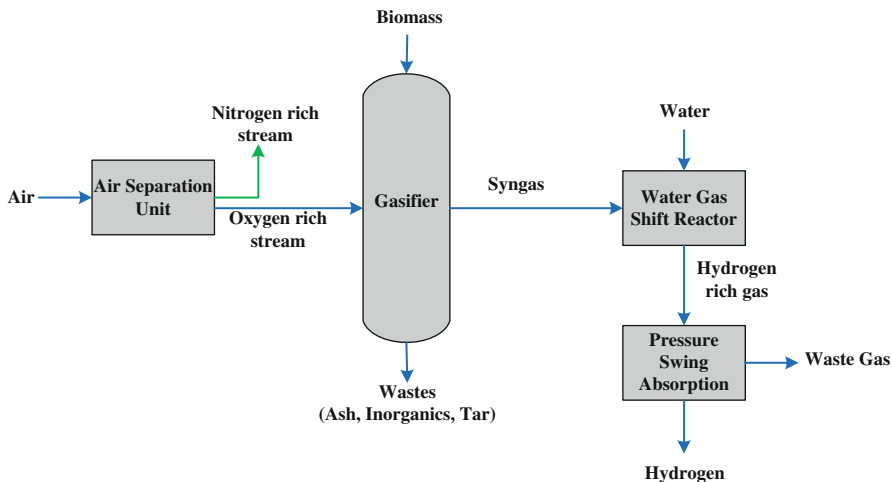 Biomass
Nitrogen rich
stream
Water
Air
Air Separation
Unit
Oxygen rich
stream
Gasifier
Syngas
Water Gas
Shift Reactor
Hydrogen
rich gas
Pressure
Swing
Absorption
Waste Gas
Wastes
(Ash, Inorganics, Tar)
Hydrogen